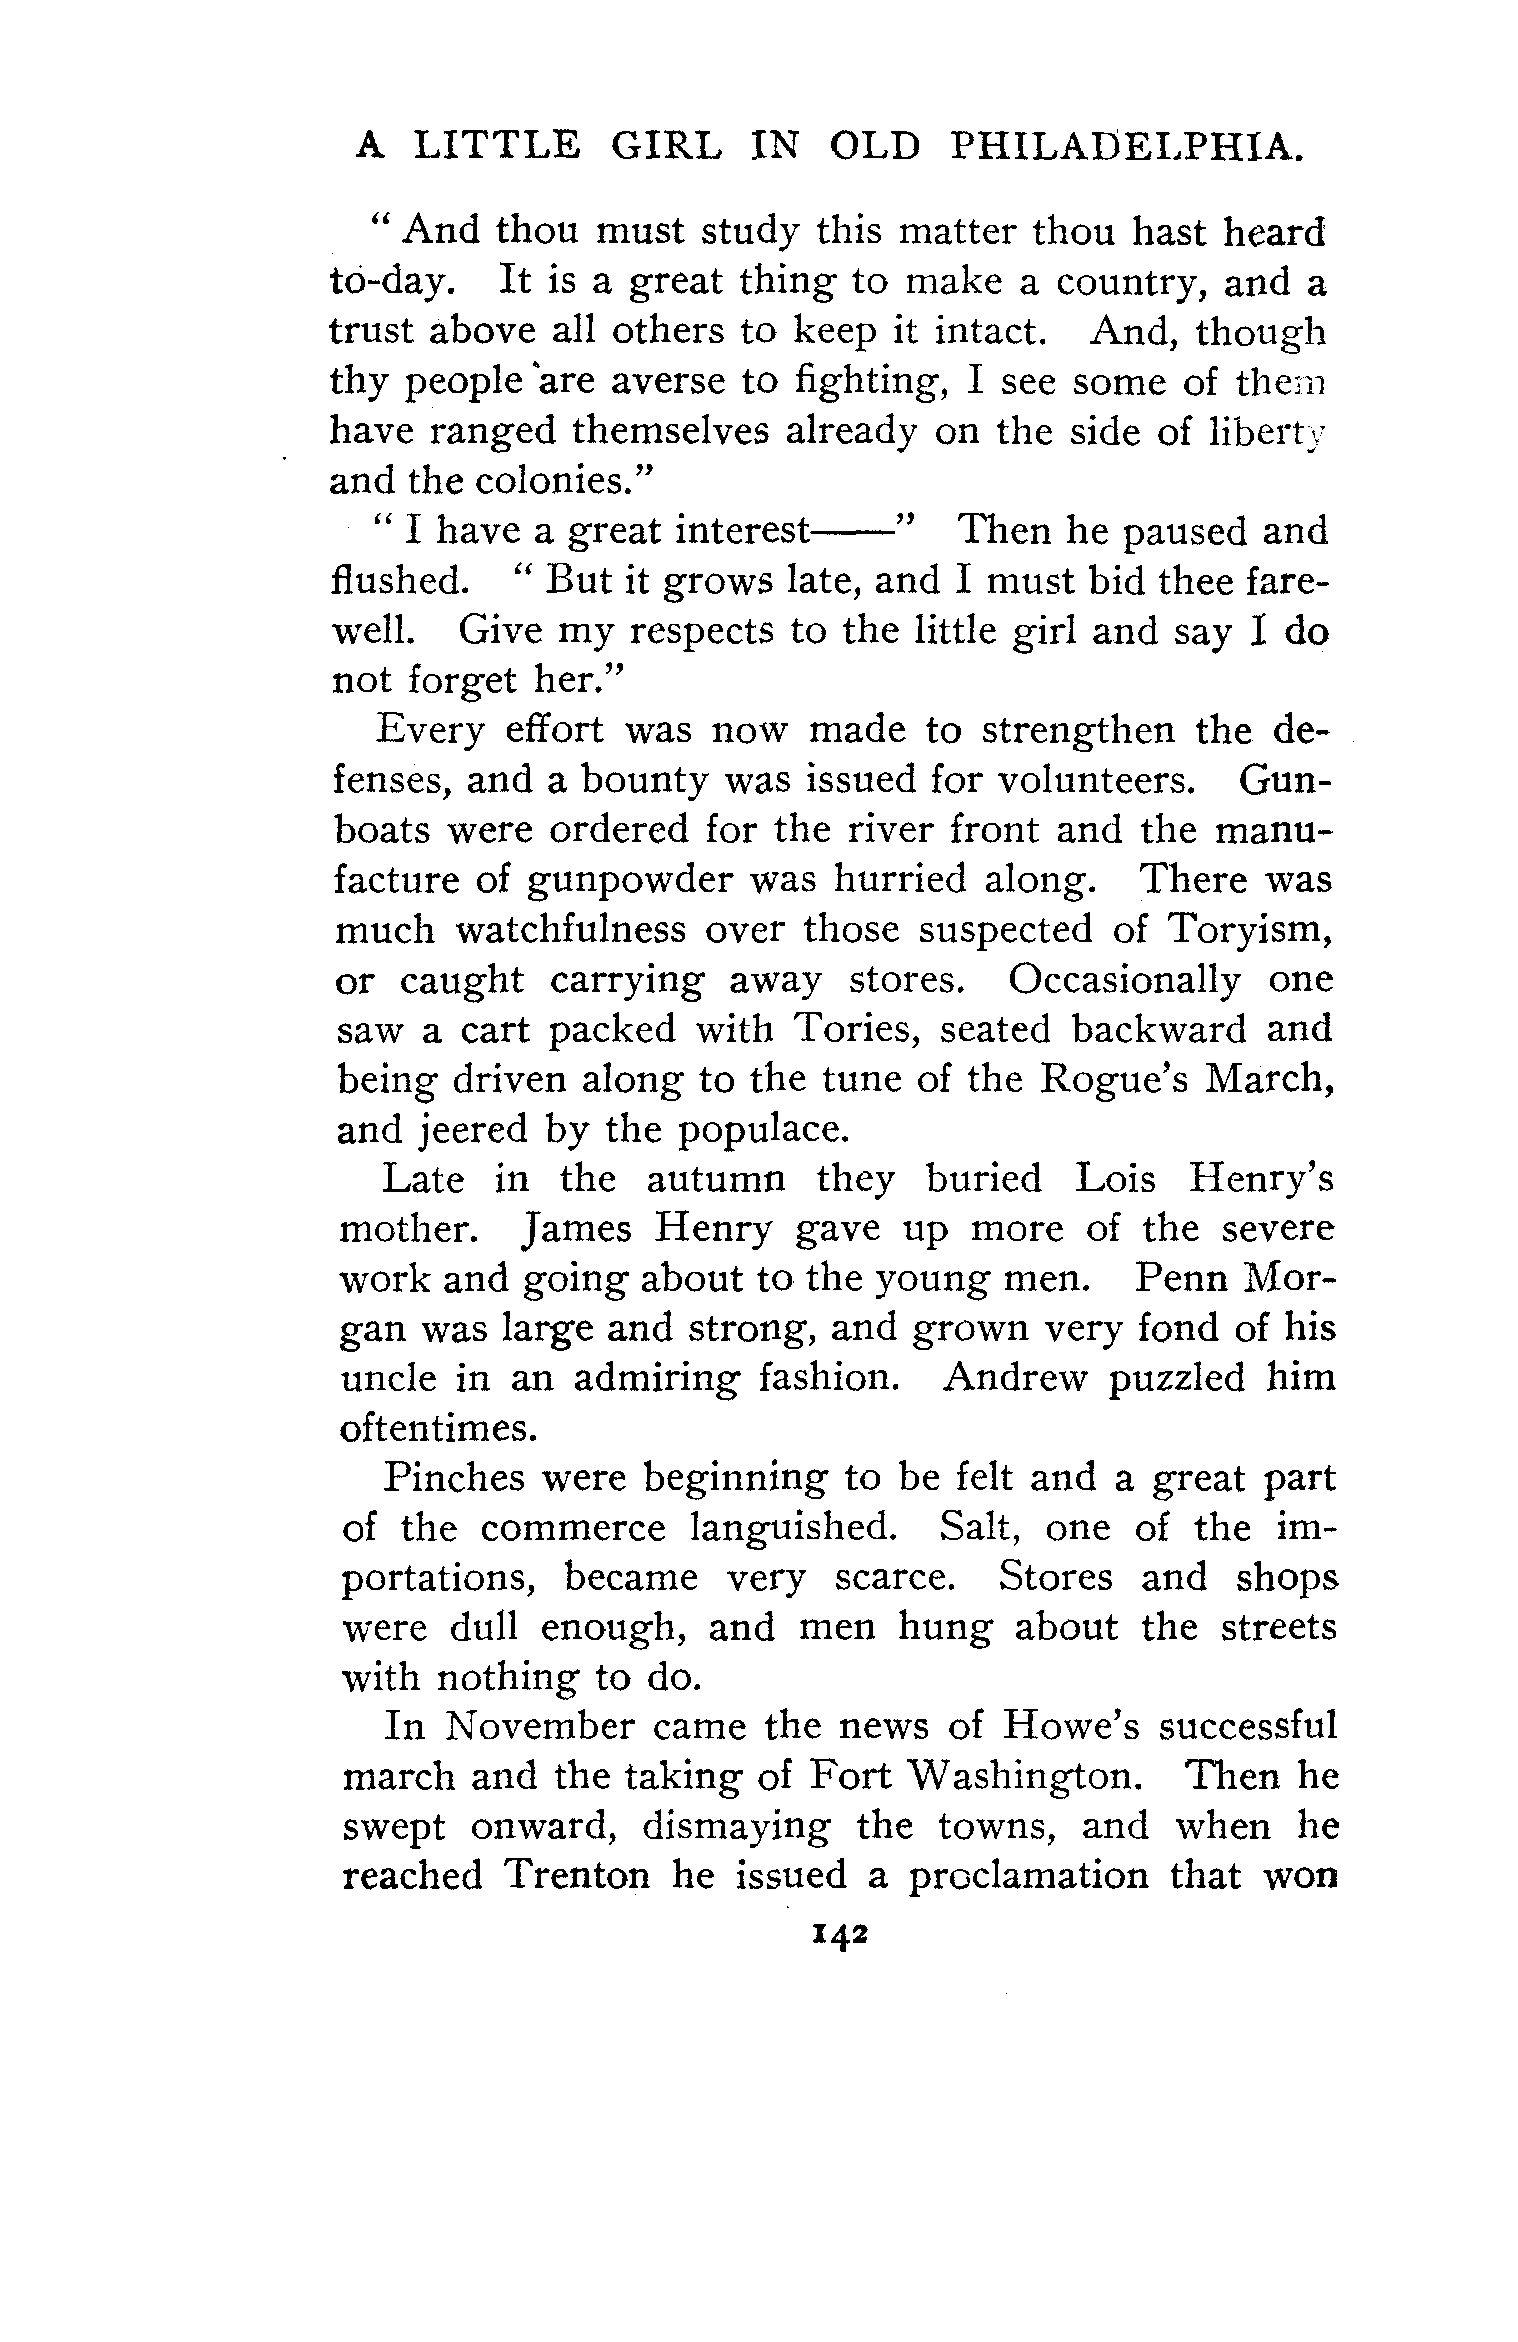 A LITTLE GIRL IN OLD PHILADELPHIA.
“ And thou must study this matter thou hast heard
to-day. It is a great thing to make a country, and a
trust above all others to keep it intact. And, though
thy people are averse to fighting, I see some of them
have ranged themselves already on the side of liberty
and the colonies.”
“ I have a great interest——” Then he paused and
flushed. “ But it grows late, and I must bid thee fare-
well. Give my respects to the little girl and say I do
not forget her.”
Every effort was now made to strengthen the de-
fenses, and a bounty was issued for volunteers. Gun-
boats were ordered for the river front and the manu-
facture of gunpowder was hurried along. There was
much watchfulness over those suspected of Toryism,
or caught carrying away stores. Occasionally one
saw a cart packed with Tories, seated backward and
being driven along to the tune of the Rogue’s March,
and jeered by the populace.
Late in the autumn they buried Lois Henry’s
mother. James Henry gave up more of the severe
work and going about to the young men. Penn Mor-
gan was large and strong, and grown very fond of his
uncle in an admiring fashion. Andrew puzzled him
oftentimes.
Pinches were beginning to be felt and a great part
of the commerce languished. Salt, one of the im-
portations, became very scarce. Stores and shops
were dull enough, and men hung about the streets
with nothing to do.
In November came the news of Howe’s successful
march and the taking of Fort Washington. Then he
swept onward, dismaying the towns, and when he
reached Trenton he issued a proclamation that won
142